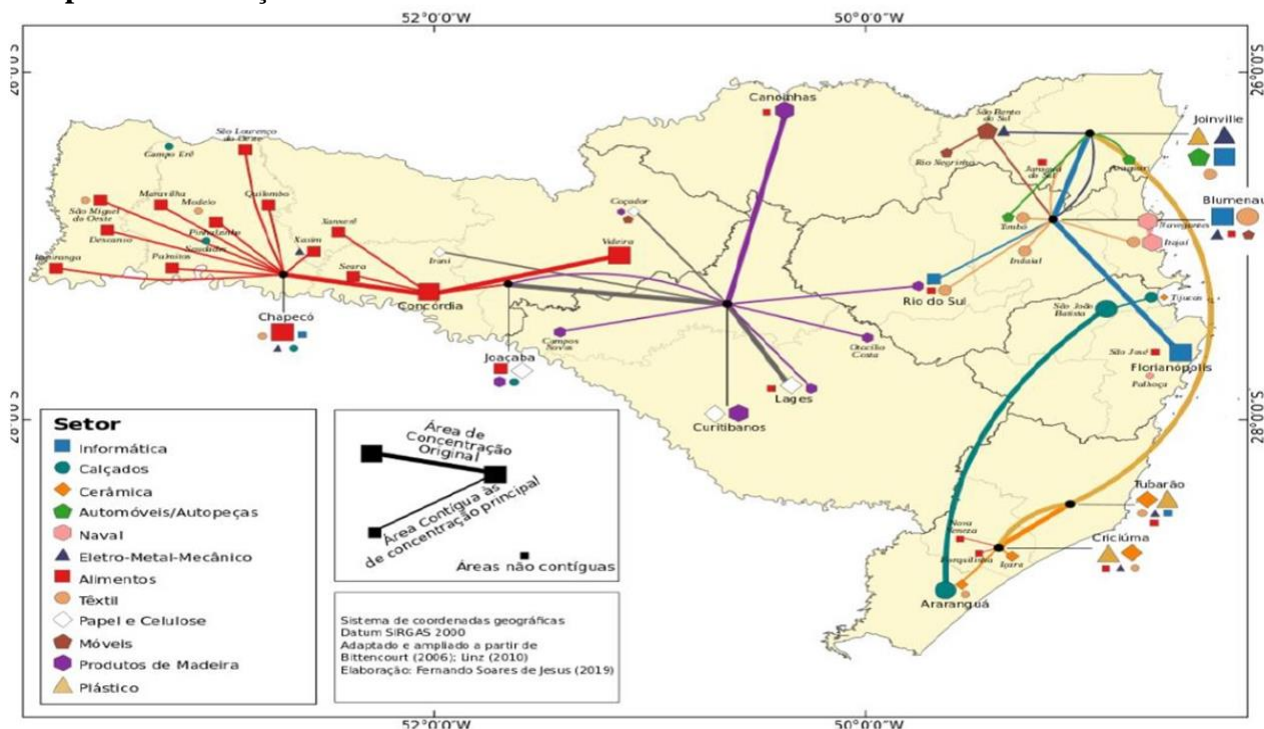 52°0'0"W
50°0'0"W
26°0'0"S
28°0'0"S
Canoinhas
São Bento
do Sul
Joinville
Rio Negrinho
Jaraguá
do Sul
Araquari
Blumenau
Timbó
Indaial
Navegantes
Itajaí
São Lourenço
do Oeste
Campo Erê
Maravilha
Modelo
Quilombo
São Miguel
do Oeste
Pinhalzinho
Descanso
Saudades
Xanxerê
Xaxim
Palmitos
Seara
Concórdia
Irani
Caçador
Videira
Chapecó
Joaçaba
Campos
Novos
Curitibanos
Lages
Otacílio
Costa
Rio do Sul
São João
Batista
Tijucas
São José
Florianópolis
Palhoça
Tubarão
Criciúma
Nova
Veneza
Forquilhinha
Içara
Araranguá
Setor
Informática
Calçados
Cerâmica
Automóveis/Autopeças
Naval
Eletro-Metal-Mecânico
Alimentos
Têxtil
Papel e Celulose
Móveis
Produtos de Madeira
Plástico
Área de
Concentração
Original
Área Contígua às
de concentração principal
Áreas não contíguas
Sistema de coordenadas geográficas
Datum SIRGAS 2000
Adaptado e ampliado a partir de
Bittencourt (2006); Linz (2010)
Elaboração: Fernando Soares de Jesus (2019)
52°0'0"W
50°0'0"W